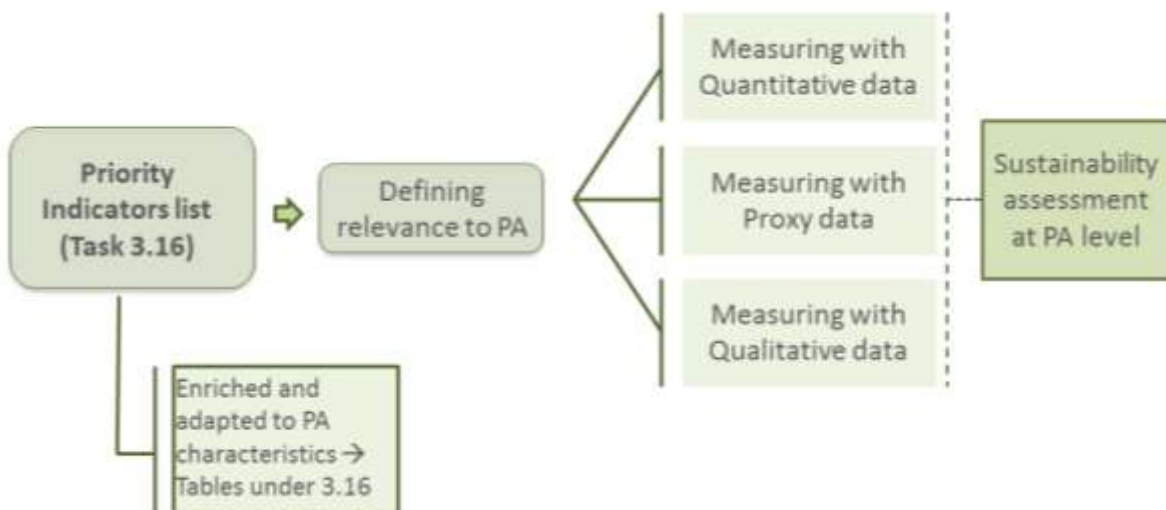 Priority
Indicators list
(Task 3.16)
Enriched and
adapted to PA
characteristics →
Tables under 3.16
Defining
relevance to PA
Measuring with
Quantitative data
Measuring with
Proxy data
Measuring with
Qualitative data
Sustainability
assessment
at PA level